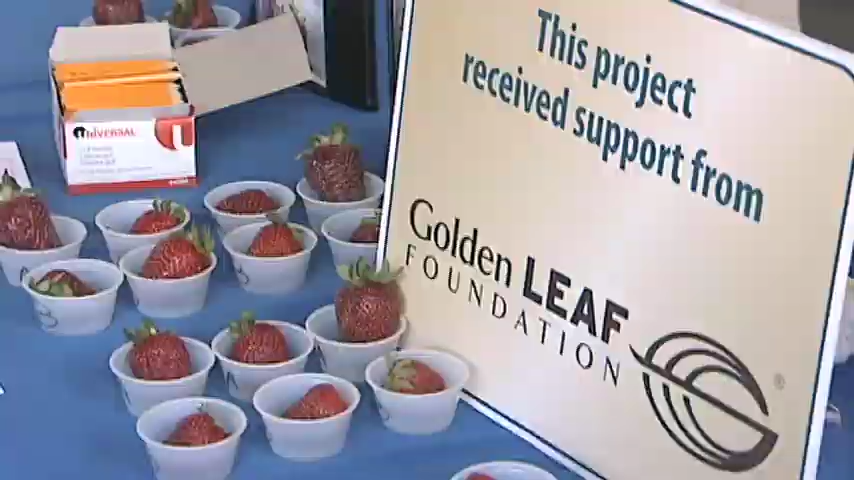 UNIVERSAL
This project
received support from
Golden LEAF
FOUNDATION
®